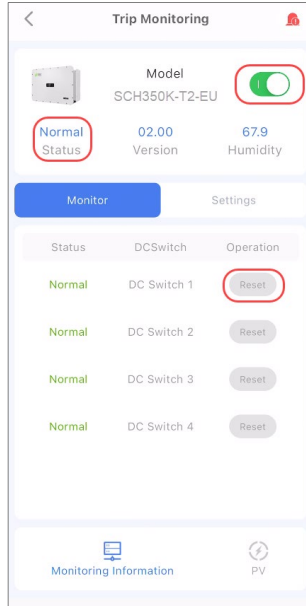 Trip Monitoring
Model
SCH350K-T2-EU
Normal 02.00 67.9
Status Version Humidity
Monitor Settings
Status DCSwitch Operation
Normal DC Switch 1 Reset
Normal DC Switch 2 Reset
Normal DC Switch 3 Reset
Normal DC Switch 4 Reset
Monitoring Information PV